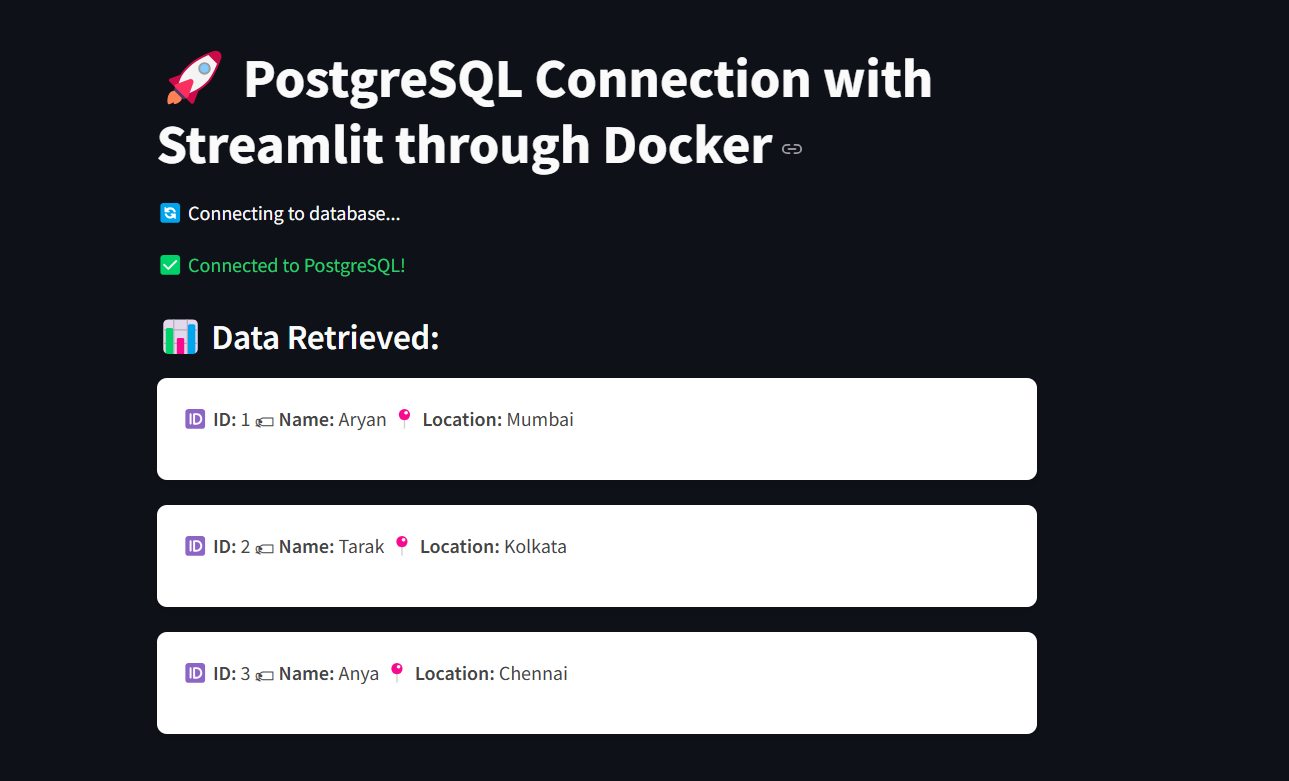 🚀 PostgreSQL Connection with
Streamlit through Docker
🔄 Connecting to database...
✅ Connected to PostgreSQL!
📊 Data Retrieved:
🆔 ID: 1 🏷 Name: Aryan 📍 Location: Mumbai
🆔 ID: 2 🏷 Name: Tarak 📍 Location: Kolkata
🆔 ID: 3 🏷 Name: Anya 📍 Location: Chennai